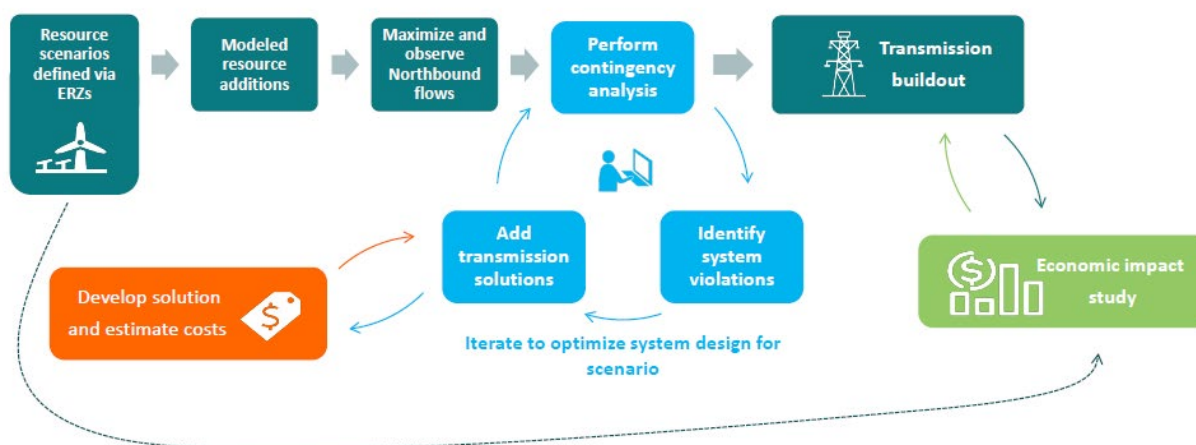 Resource
scenarios
defined via
ERZs
Modeled
resource
additions
Maximize and
observe
Northbound
flows
Perform
contingency
analysis
Transmission
buildout
Add
transmission
solutions
Identify
system
violations
Develop solution
and estimate costs
$
$
Economic impact
study
Iterate to optimize system design for
scenario